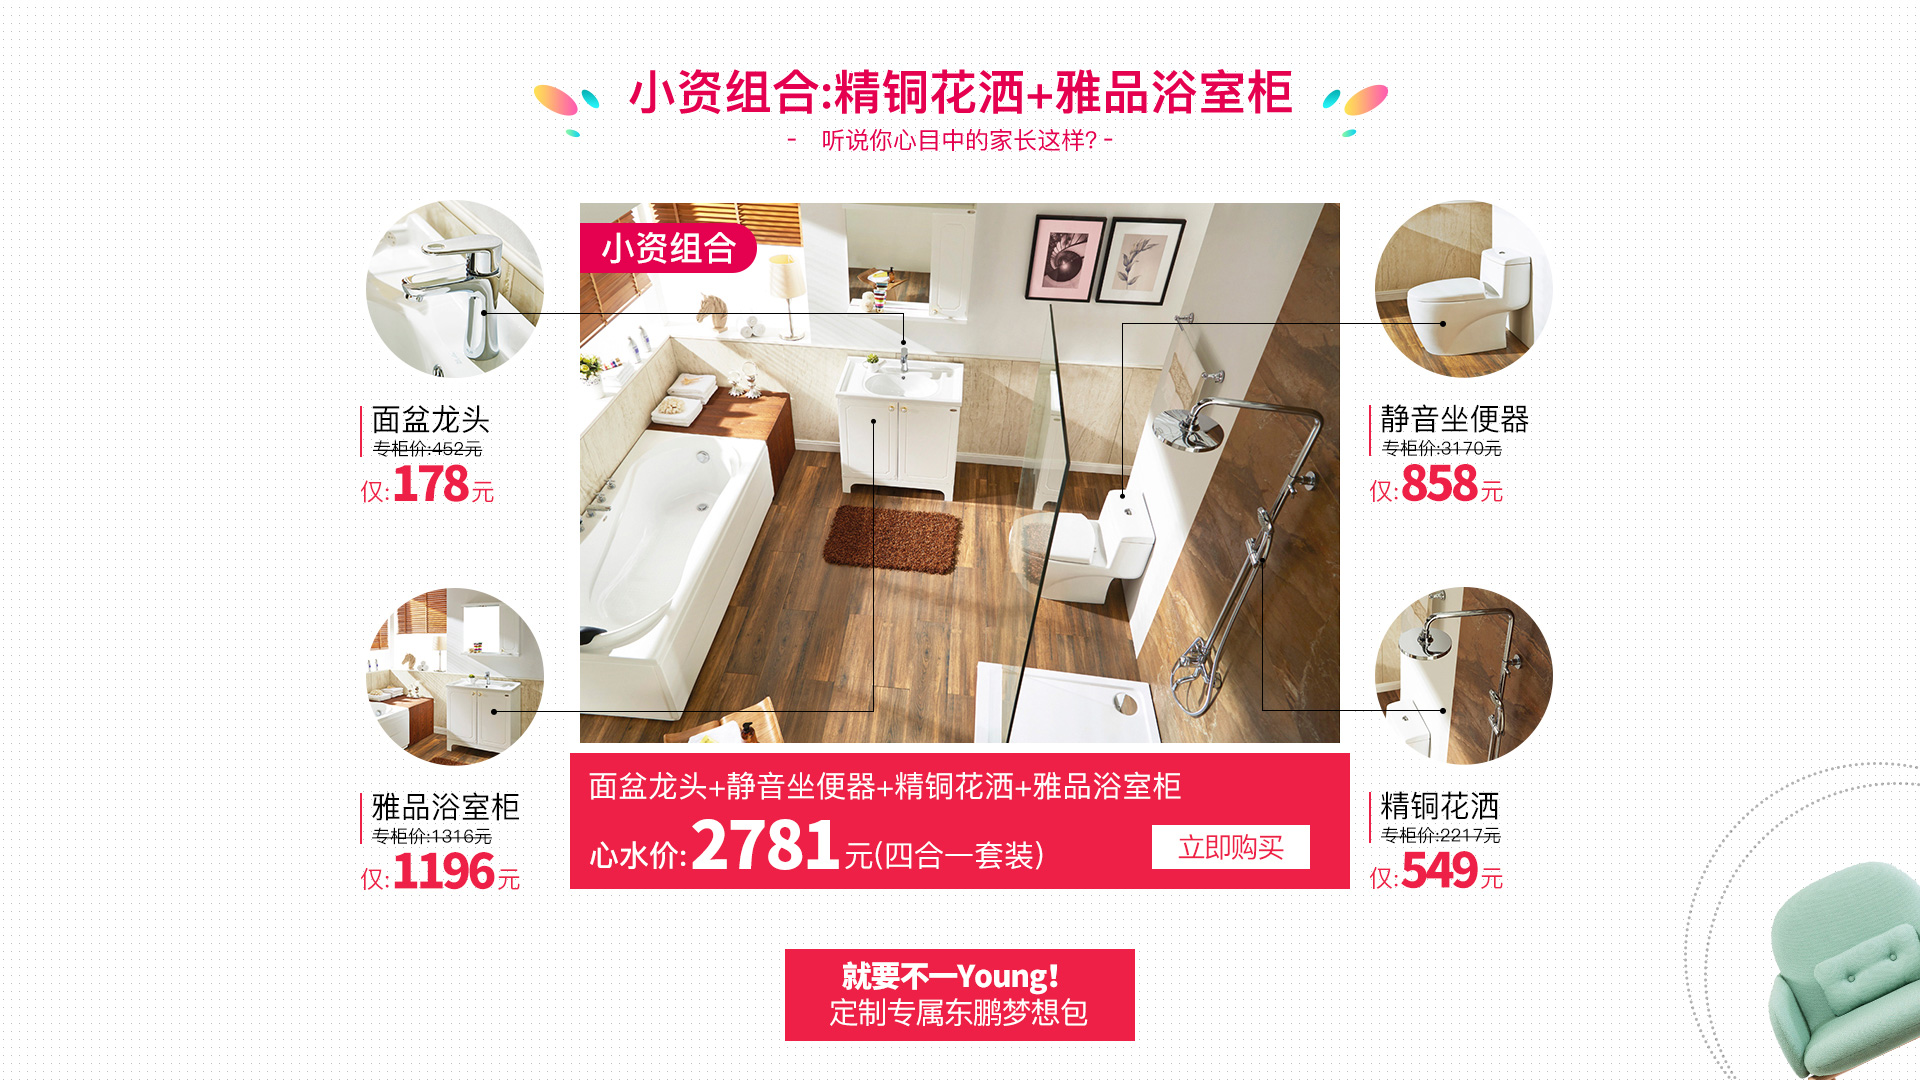 小资组合:精铜花洒+雅品浴室柜
- 听说你心目中的家长这样? -
小资组合
面盆龙头
专柜价:452元
仅:178元
静音坐便器
专柜价:3170元
仅:858元
雅品浴室柜
专柜价:1316元
仅:1196元
精铜花洒
专柜价:2217元
仅:549元
面盆龙头+静音坐便器+精铜花洒+雅品浴室柜
心水价:2781元(四合一套装)
立即购买
就要不一Young!
定制专属东鹏梦想包